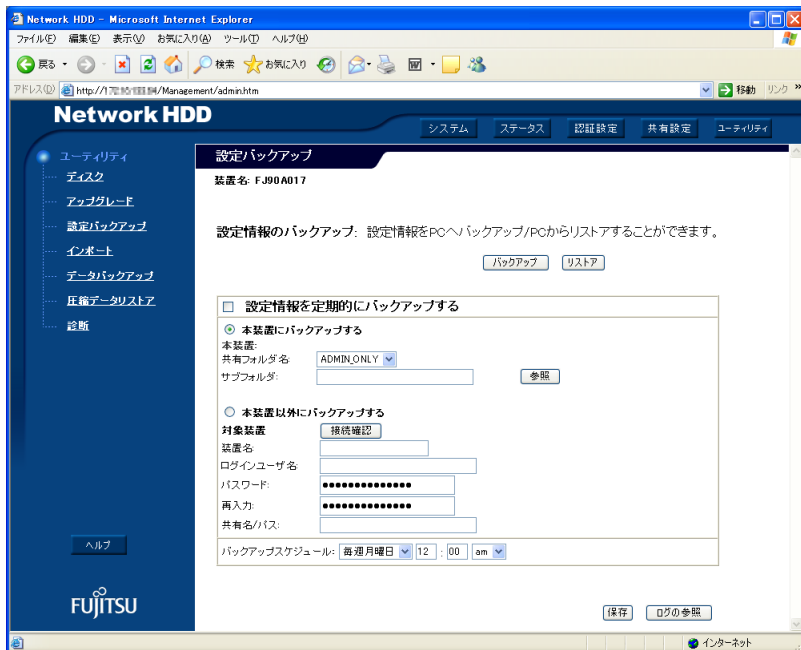 Network HDD - Microsoft Internet Explorer
ファイル(F) 編集(E) 表示(V) お気に入り(A) ツール(T) ヘルプ(H)
戻る 検索 お気に入り
アドレス(D) /Management/admin.htm 移動 リンク »
Network HDD
システム ステータス 認証設定 共有設定 ユーティリティ
ユーティリティ
ディスク
アップグレード
設定バックアップ
インポート
データバックアップ
圧縮データリストア
診断
ヘルプ
FUJITSU
設定バックアップ
装置名: FJ90A017
設定情報のバックアップ: 設定情報をPCへバックアップ/PCからリストアすることができます。
バックアップ リストア
設定情報を定期的にバックアップする
本装置にバックアップする
本装置:
共有フォルダ名: ADMIN_ONLY
サブフォルダ: 参照
本装置以外にバックアップする
対象装置 接続確認
装置名:
ログインユーザ名:
パスワード: ●●●●●●●●●●●●●●
再入力: ●●●●●●●●●●●●●●
共有名/パス:
バックアップスケジュール: 毎週月曜日 12 : 00 am
保存 ログの参照
インターネット